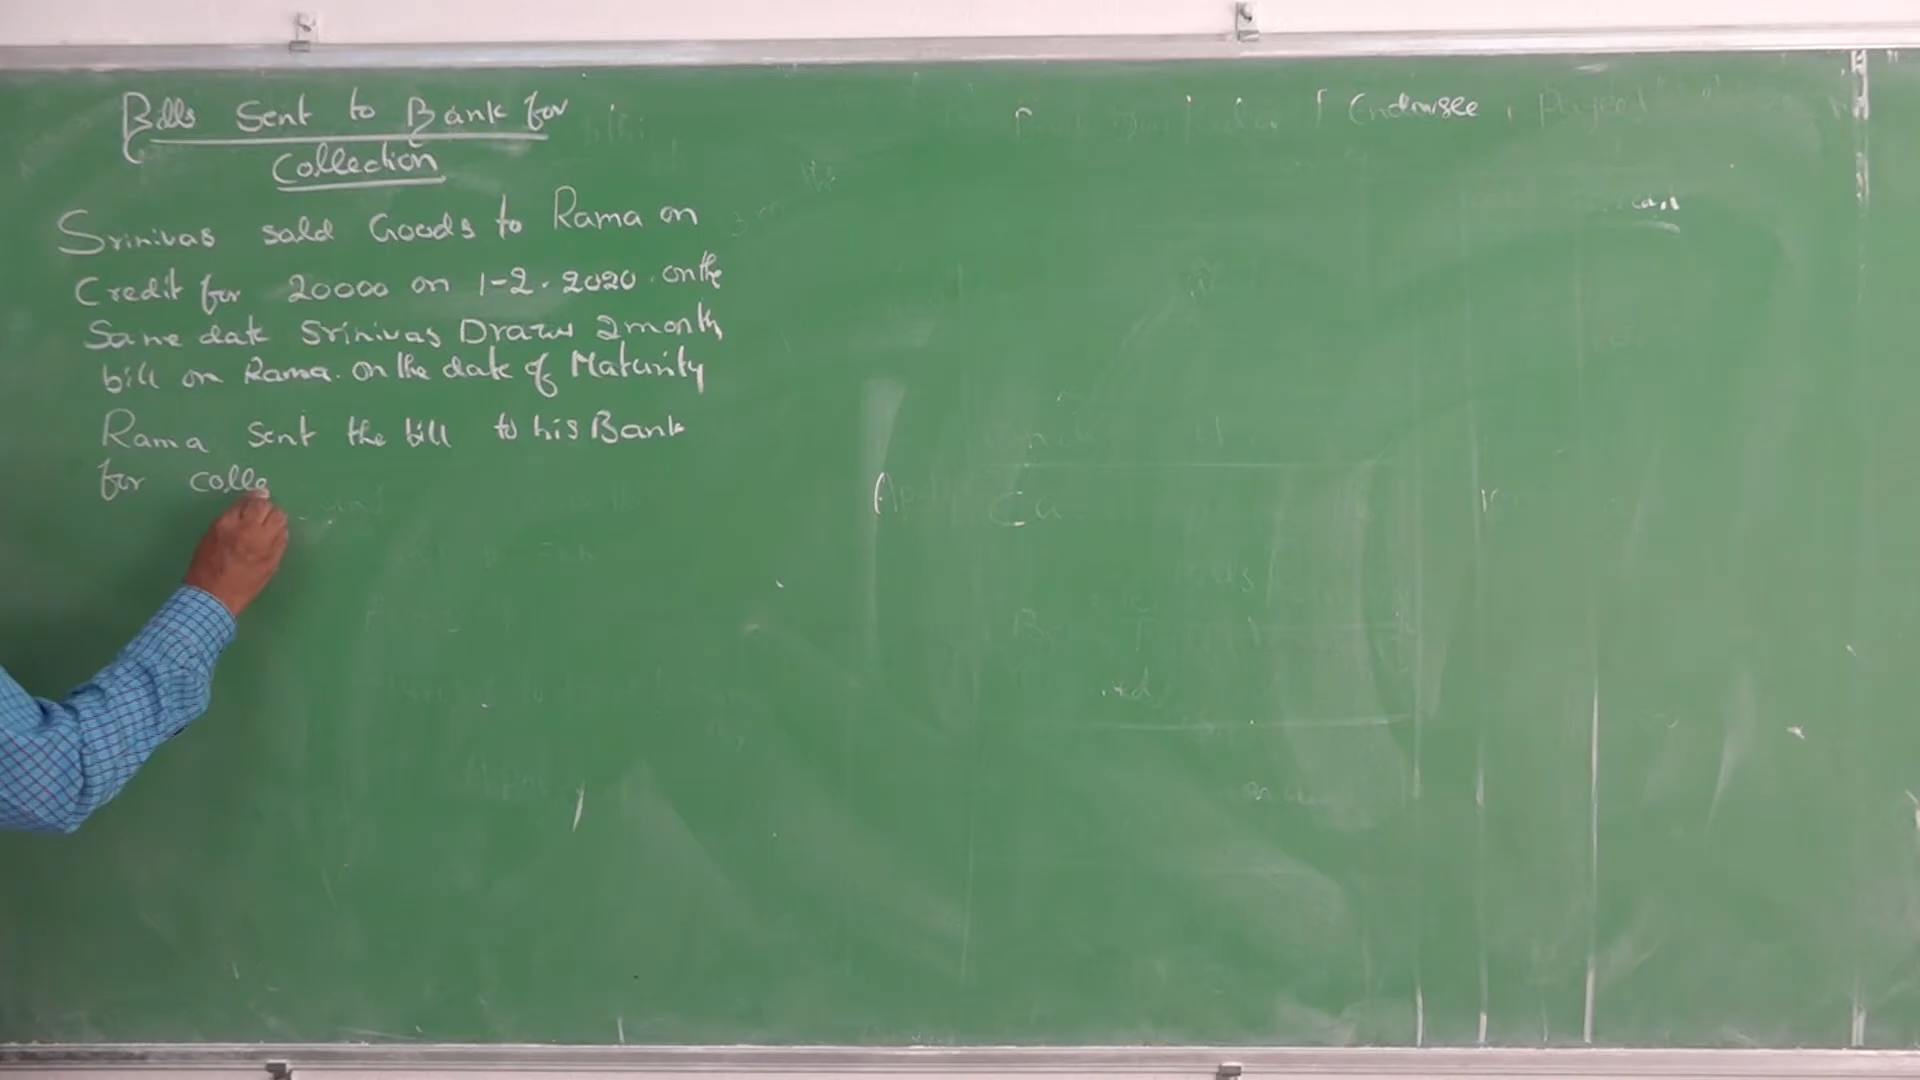 Bills Sent to Bank for
Collection
Srinivas sold Goods to Rama on
Credit for 20000 on 1-2.2020. on the
Same date Srinivas Draws 2 month
bill on Rama. on the date of Maturity
Rama sent the bill to his Bank
for colle
Endorsee